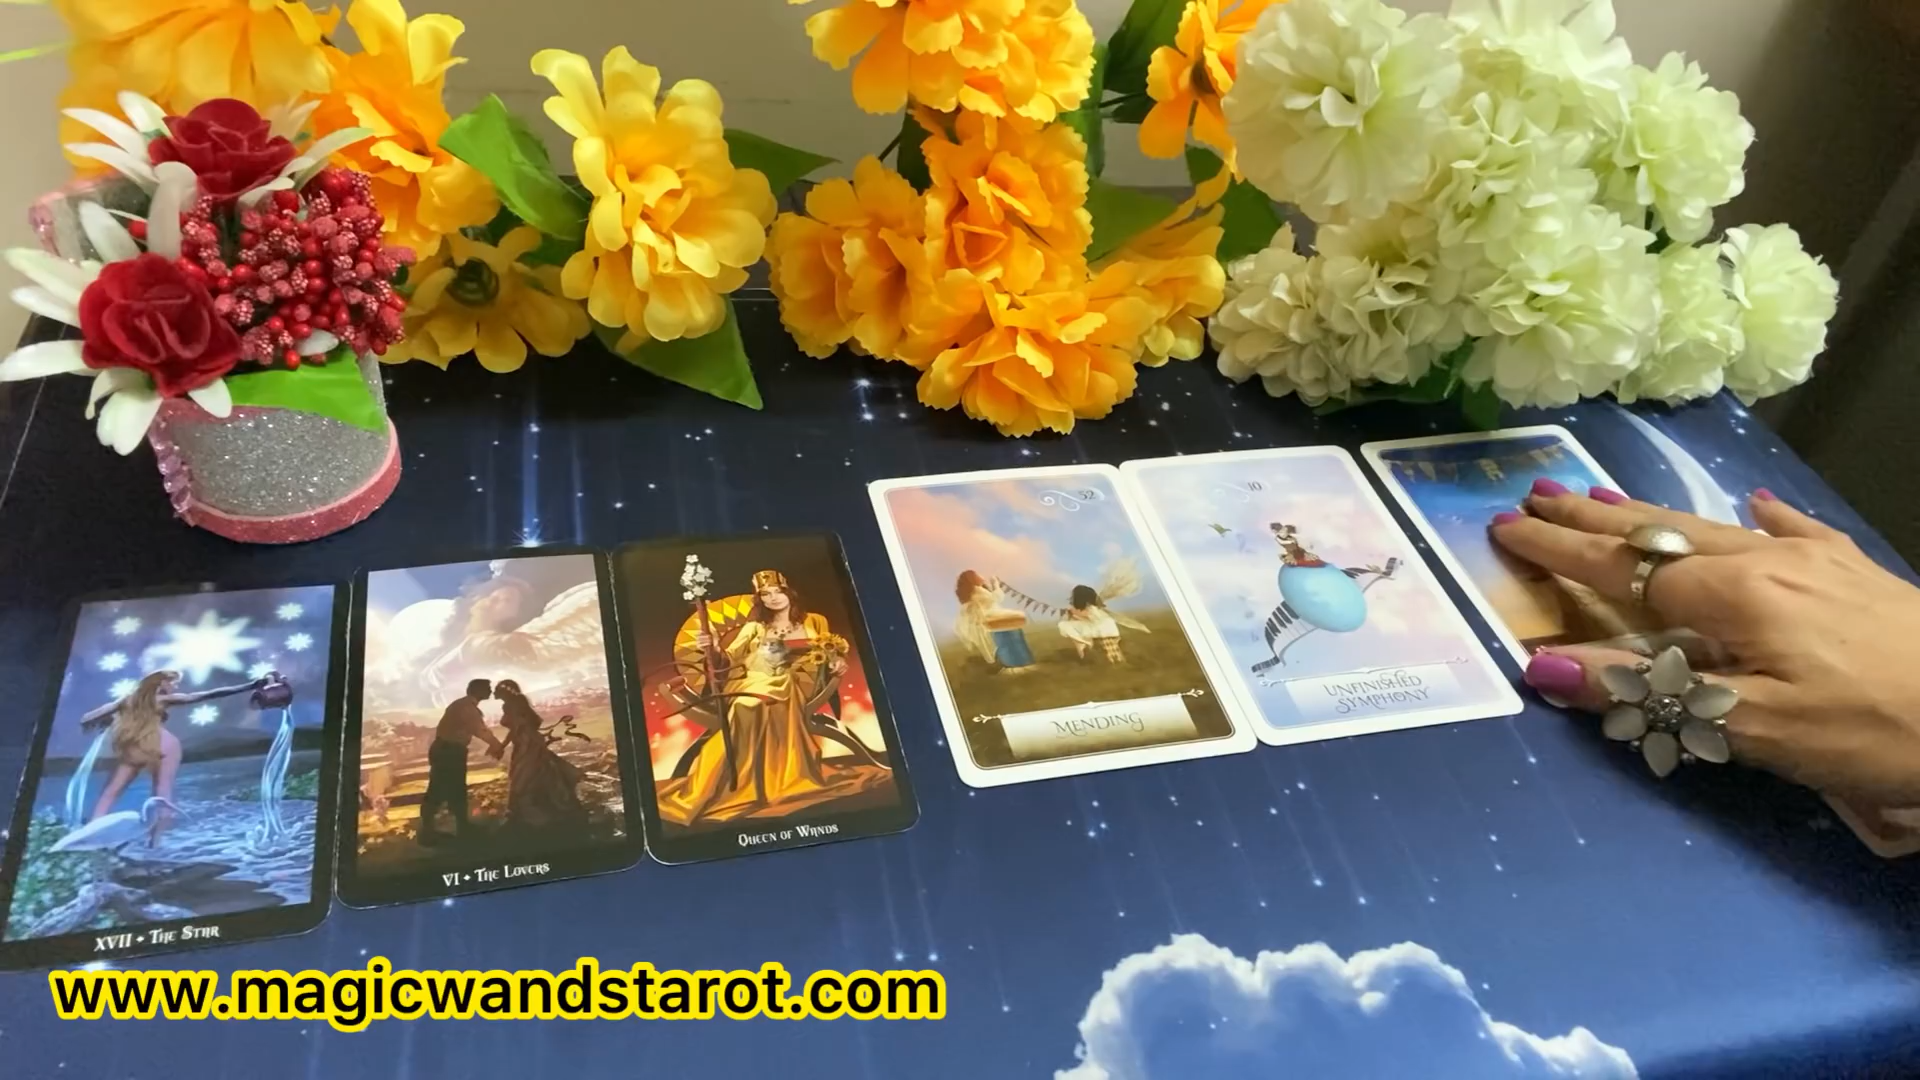 52
10
MENDING
UNFINISHED
SYMPHONY
XVII • THE STAR
VI • THE LOVERS
QUEEN OF WANDS
www.magicwandstarot.com